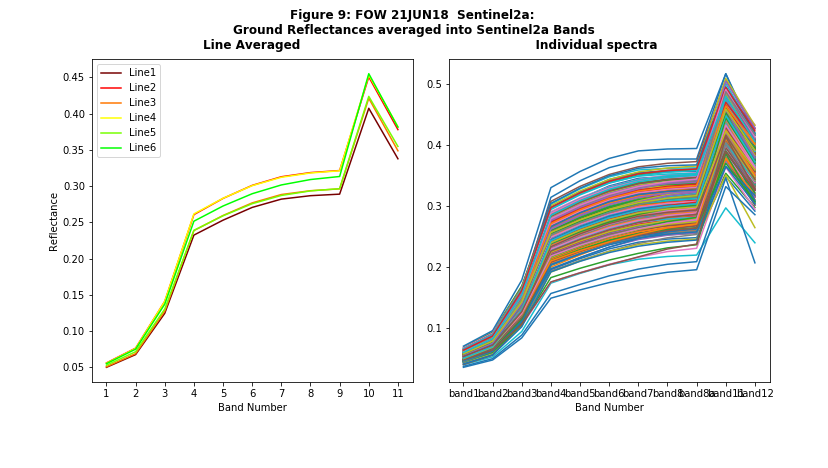 Figure 9: FOW 21JUN18 Sentinel2a:
Ground Reflectances averaged into Sentinel2a Bands
Line Averaged
Individual spectra
Reflecctance
0.45
0.40
0.35
0.30
0.25
0.20
0.15
0.10
0.05
Line1
Line2
Line3
Line4
Line5
Line6
1 2 3 4 5 6 7 8 9 10 11
Band Number
0.5
0.4
0.3
0.2
0.1
band1 band2 band3 band4 band5 band6 band7 band8 band8a band11 band12
Band Number